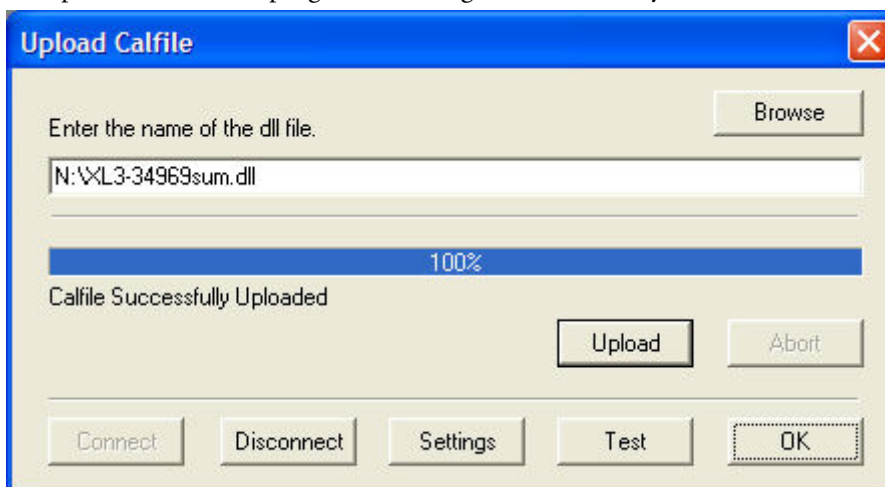 Upload Calfile
Browse
Enter the name of the dll file.
N:\XL3-34969sum.dll
100%
Calfile Successfully Uploaded
Upload
Abort
Connect
Disconnect
Settings
Test
OK